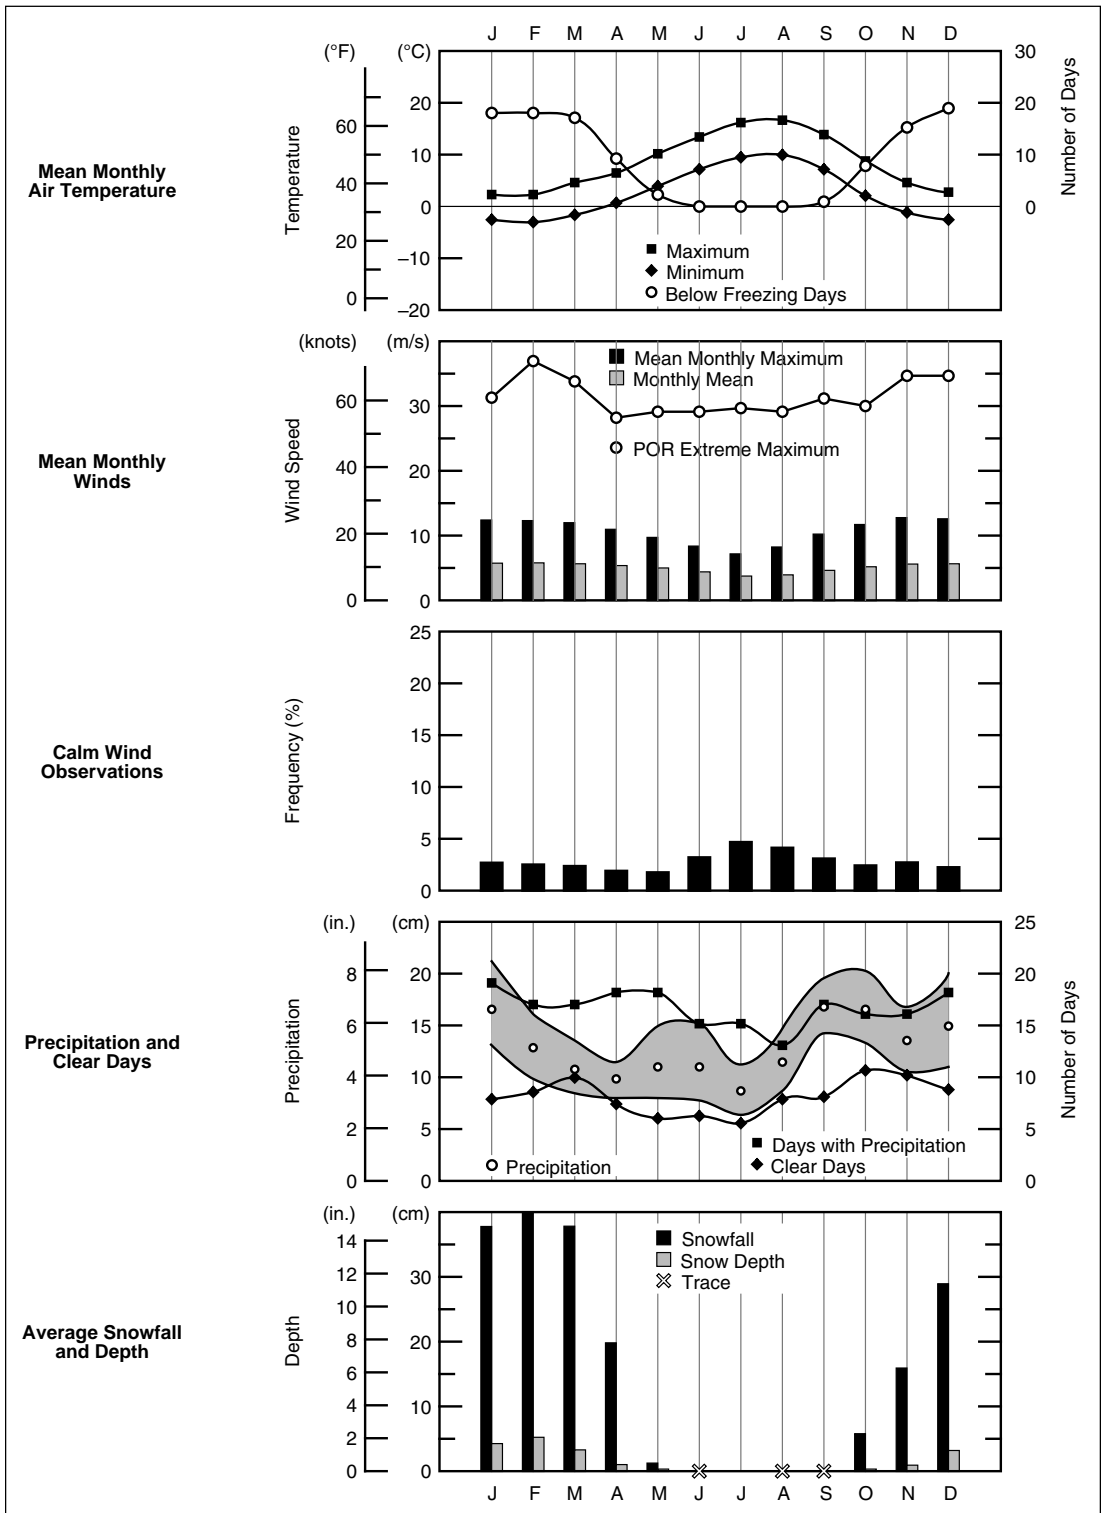 J F M A M J J A S O N D
(°F) (°C)
Mean Monthly
Air Temperature
Temperature
60
40
20
0
20
10
0
–10
–20
30
20
10
0
Number of Days
Maximum
Minimum
Below Freezing Days
(knots) (m/s)
Mean Monthly
Winds
Wind Speed
60
40
20
0
30
20
10
0
Mean Monthly Maximum
Monthly Mean
POR Extreme Maximum
Calm Wind
Observations
Frequency (%)
25
20
15
10
5
0
(in.) (cm)
Precipitation and
Clear Days
Precipitation
8
6
4
2
0
20
15
10
5
0
25
20
15
10
5
0
Number of Days
Days with Precipitation
Precipitation
Clear Days
(in.) (cm)
Average Snowfall
and Depth
Depth
14
12
10
8
6
4
2
0
30
20
10
0
Snowfall
Snow Depth
Trace
J F M A M J J A S O N D